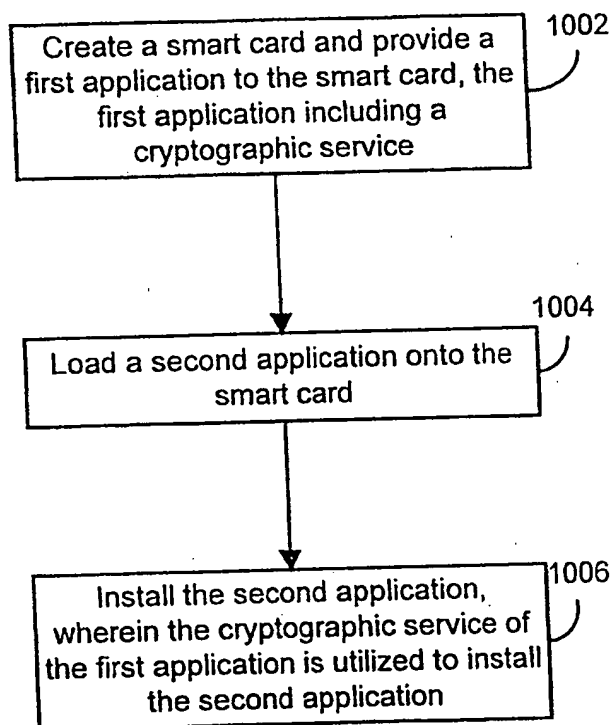 1002
Create a smart card and provide a
first application to the smart card, the
first application including a
cryptographic service
1004
Load a second application onto the
smart card
1006
Install the second application,
wherein the cryptographic service of
the first application is utilized to install
the second application